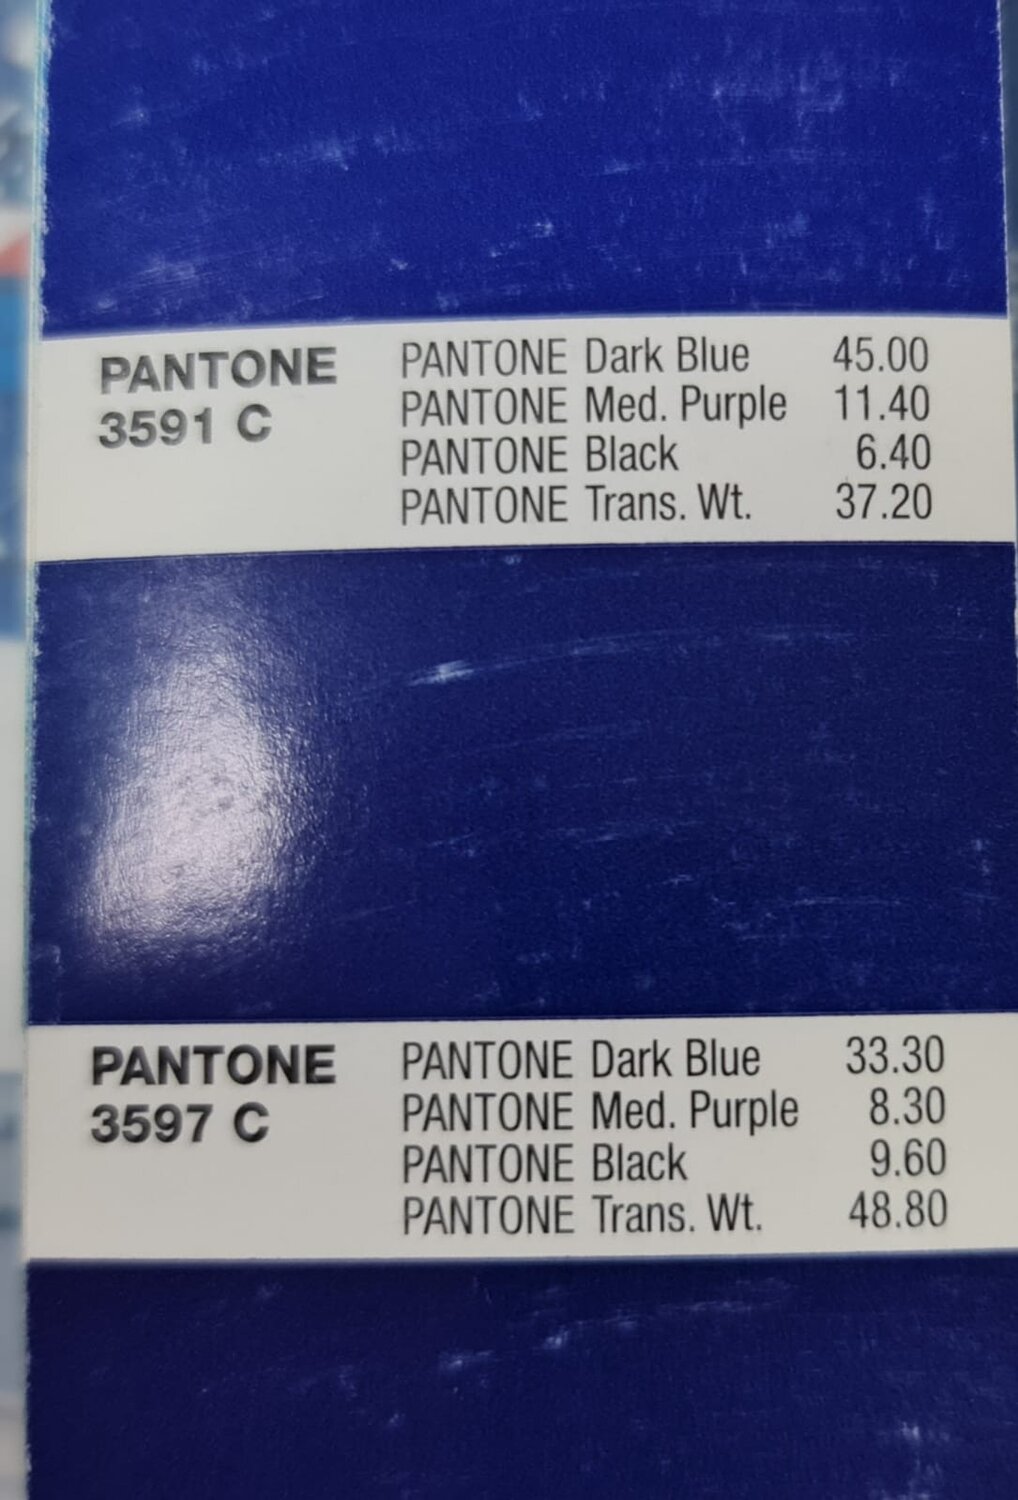 PANTONE
3591 C
PANTONE Dark Blue 45.00
PANTONE Med. Purple 11.40
PANTONE Black 6.40
PANTONE Trans. Wt. 37.20
PANTONE
3597 C
PANTONE Dark Blue 33.30
PANTONE Med. Purple 8.30
PANTONE Black 9.60
PANTONE Trans. Wt. 48.80